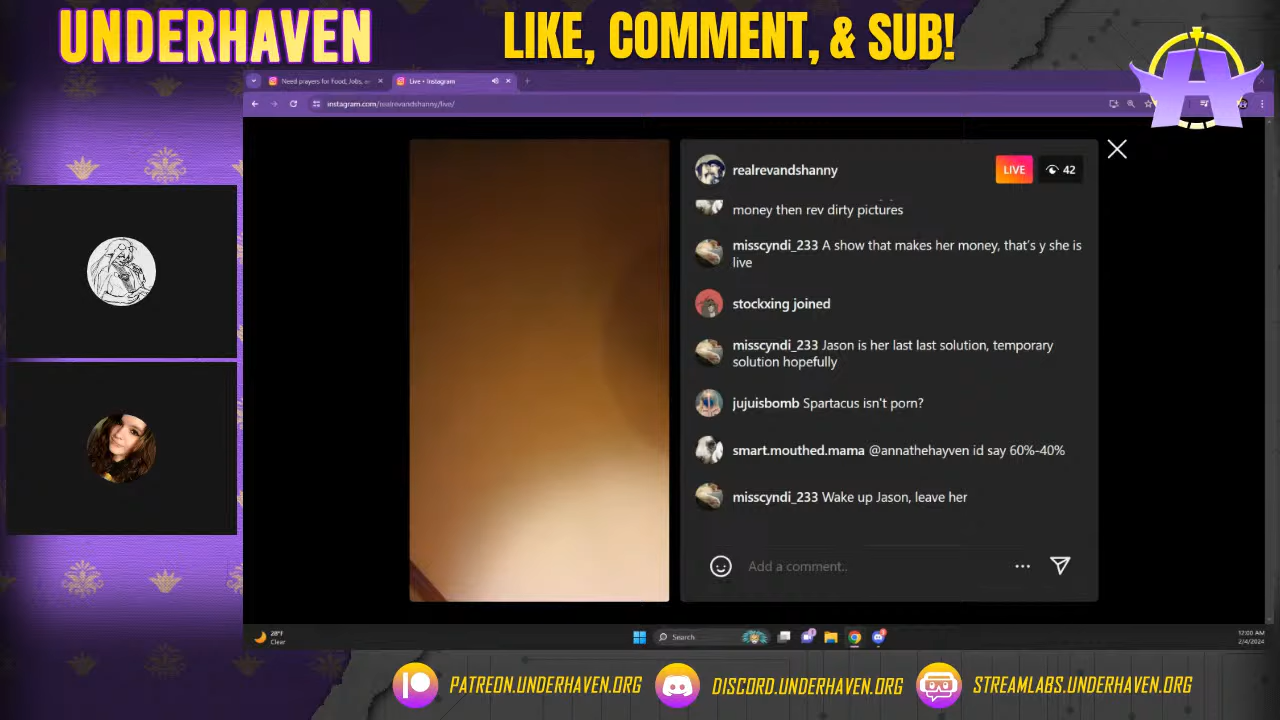 UNDERHAVEN
LIKE, COMMENT, & SUB!
Need prayers for Food, Jobs,
Live • Instagram
instagram.com/realrevandshanny/live/
realrevandshanny
LIVE
42
money then rev dirty pictures
misscyndi_233 A show that makes her money, that's y she is
live
stockxing joined
misscyndi_233 Jason is her last last solution, temporary
solution hopefully
jujuisbomb Spartacus isn't porn?
smart.mouthed.mama @annathehayven id say 60%-40%
misscyndi_233 Wake up Jason, leave her
Add a comment..
28°F
Clear
Search
12:00 AM
2/4/2024
PATREON.UNDERHAVEN.ORG
DISCORD.UNDERHAVEN.ORG
STREAMLABS.UNDERHAVEN.ORG